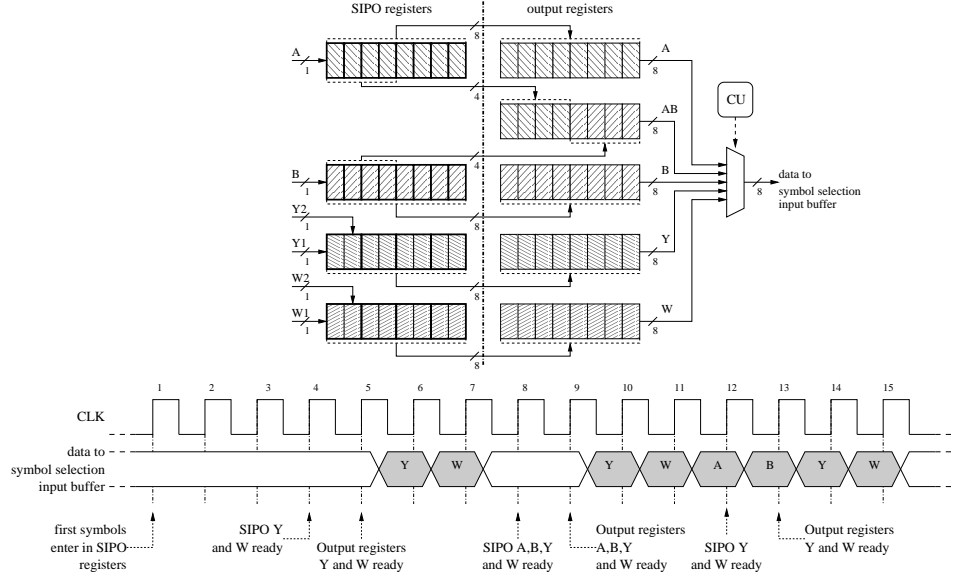 SIPO registers
output registers
8
A
1
A
8
4
AB
8
CU
4
B
1
B
8
8
data to
symbol selection
input buffer
8
Y2
1
Y1
1
Y
8
8
W2
1
W1
1
W
8
8
1 2 3 4 5 6 7 8 9 10 11 12 13 14 15
CLK
data to
symbol selection
input buffer
Y W Y W A B Y W
first symbols
enter in SIPO
registers
SIPO Y
and W ready
Output registers
Y and W ready
SIPO A,B,Y
and W ready
Output registers
A,B,Y
and W ready
SIPO Y
and W ready
Output registers
Y and W ready